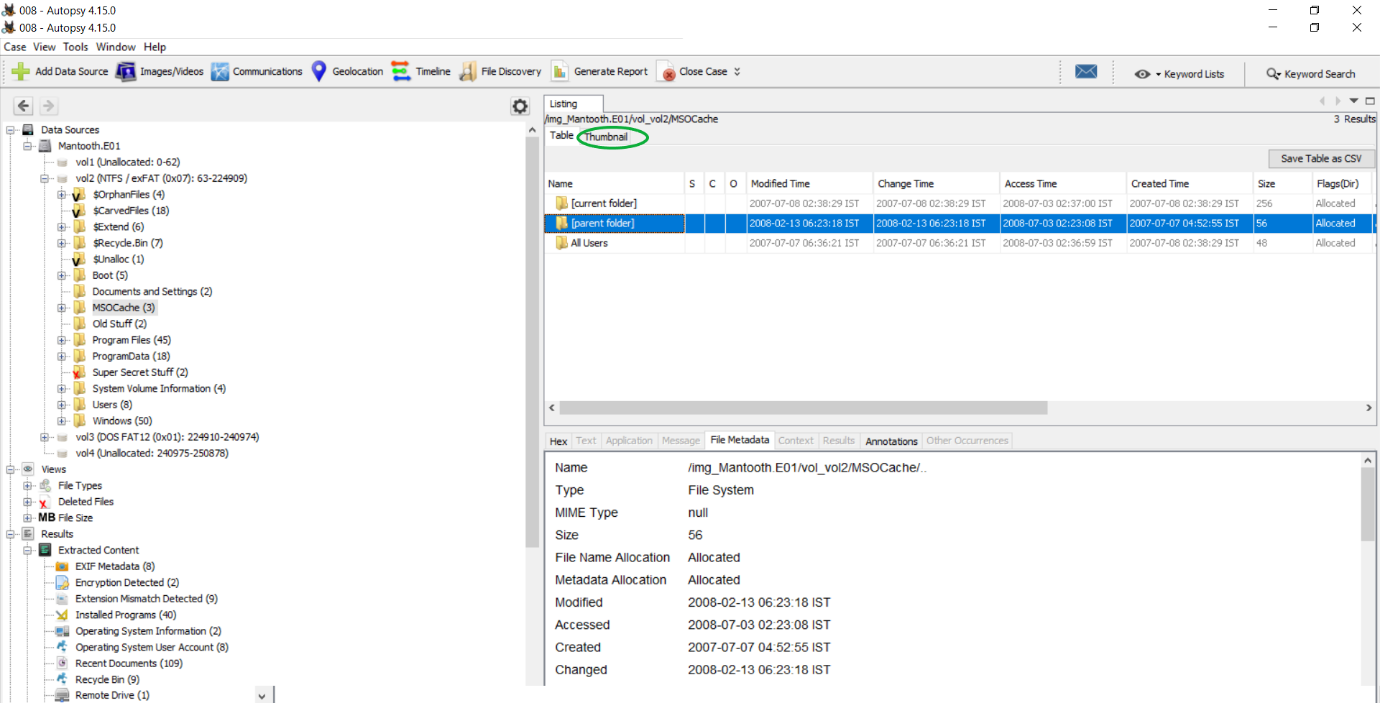 008 - Autopsy 4.15.0
008 - Autopsy 4.15.0
Case View Tools Window Help
Add Data Source Images/Videos Communications Geolocation Timeline File Discovery Generate Report Close Case Keyword Lists Keyword Search
Data Sources
Mantooth.E01
vol1 (Unallocated: 0-62)
vol2 (NTFS / exFAT (0x07): 63-224909)
$OrphanFiles (4)
$CarvedFiles (18)
$Extend (6)
$Recycle.Bin (7)
$Unalloc (1)
Boot (5)
Documents and Settings (2)
MSOCache (3)
Old Stuff (2)
Program Files (45)
ProgramData (18)
Super Secret Stuff (2)
System Volume Information (4)
Users (8)
Windows (50)
vol3 (DOS FAT12 (0x01): 224910-240974)
vol4 (Unallocated: 240975-250878)
Views
File Types
Deleted Files
MB File Size
Results
Extracted Content
EXIF Metadata (8)
Encryption Detected (2)
Extension Mismatch Detected (9)
Installed Programs (40)
Operating System Information (2)
Operating System User Account (8)
Recent Documents (109)
Recycle Bin (9)
Remote Drive (1)
Listing
/img_Mantooth.E01/vol_vol2/MSOCache 3 Results
Table Thumbnail
Save Table as CSV
Name S C O Modified Time Change Time Access Time Created Time Size Flags(Dir)
[current folder] 2007-07-08 02:38:29 IST 2007-07-08 02:38:29 IST 2008-07-03 02:37:00 IST 2007-07-08 02:38:29 IST 256 Allocated
[parent folder] 2008-02-13 06:23:18 IST 2008-02-13 06:23:18 IST 2008-07-03 02:23:08 IST 2007-07-07 04:52:55 IST 56 Allocated
All Users 2007-07-07 06:36:21 IST 2007-07-07 06:36:21 IST 2008-07-03 02:36:59 IST 2007-07-08 02:38:29 IST 48 Allocated
Hex Text Application Message File Metadata Context Results Annotations Other Occurrences
Name /img_Mantooth.E01/vol_vol2/MSOCache/..
Type File System
MIME Type null
Size 56
File Name Allocation Allocated
Metadata Allocation Allocated
Modified 2008-02-13 06:23:18 IST
Accessed 2008-07-03 02:23:08 IST
Created 2007-07-07 04:52:55 IST
Changed 2008-02-13 06:23:18 IST